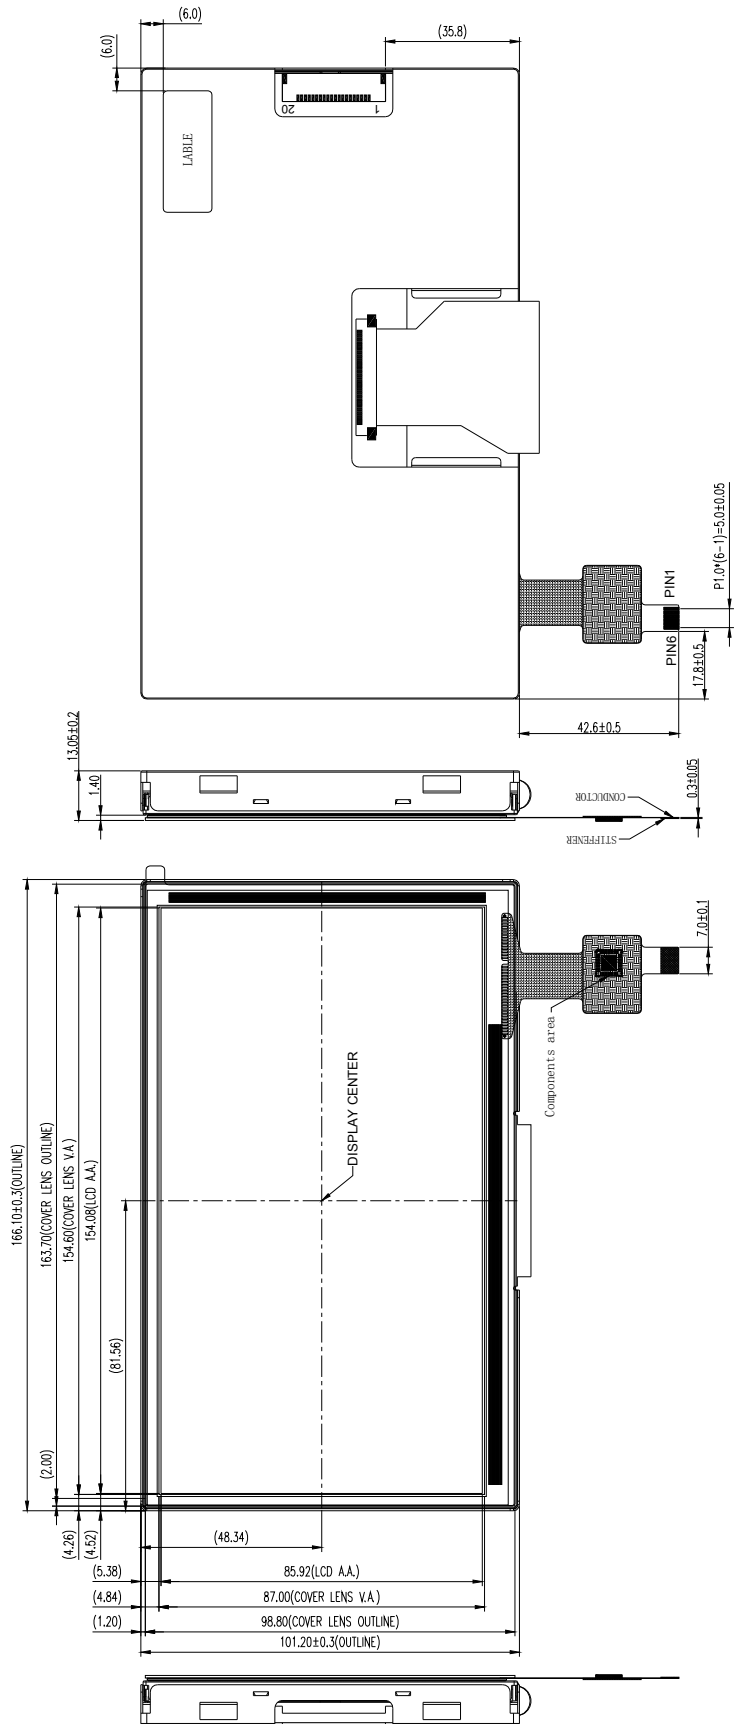 (6.0)
(6.0)
(35.8)
LABLE
20
1
P1.0*(6-1)=5.0±0.05
PIN1
PIN6
17.8±0.5
42.6±0.5
13.05±0.2
1.40
CONDUCTOR
STIFFENER
0.3±0.05
166.10±0.3(OUTLINE)
163.70(COVER LENS OUTLINE)
154.60(COVER LENS V.A)
154.08(LCD A.A.)
(81.56)
DISPLAY CENTER
Components area
7.0±0.1
(2.00)
(4.26)
(4.52)
(48.34)
(5.38)
85.92(LCD A.A.)
(4.84)
87.00(COVER LENS V.A)
(1.20)
98.80(COVER LENS OUTLINE)
101.20±0.3(OUTLINE)